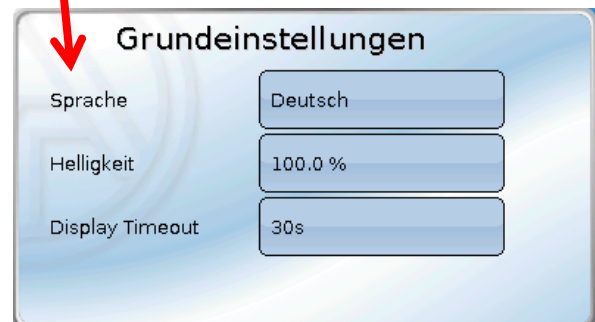 Grundeinstellungen
Sprache Deutsch
Helligkeit 100.0 %
Display Timeout 30s